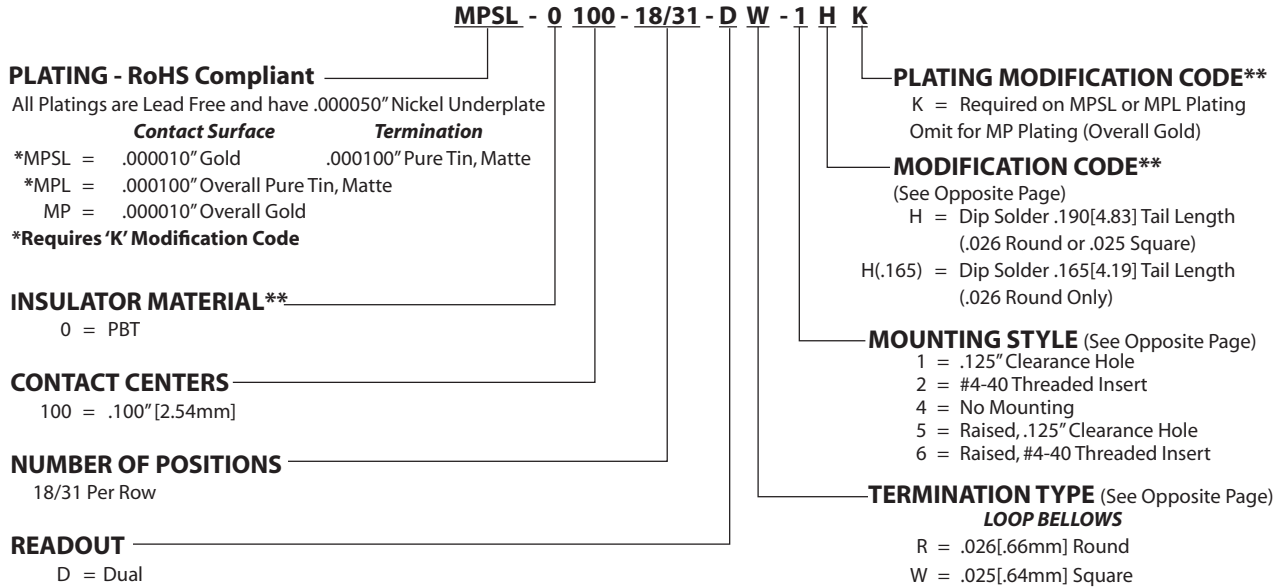 MPSL - 0 100 - 18/31 - D W - 1 H K
PLATING - RoHS Compliant
All Platings are Lead Free and have .000050" Nickel Underplate
Contact Surface Termination
*MPSL = .000010" Gold .000100" Pure Tin, Matte
*MPL = .000100" Overall Pure Tin, Matte
MP = .000010" Overall Gold
*Requires 'K' Modification Code
INSULATOR MATERIAL**
0 = PBT
CONTACT CENTERS
100 = .100" [2.54mm]
NUMBER OF POSITIONS
18/31 Per Row
READOUT
D = Dual
PLATING MODIFICATION CODE**
K = Required on MPSL or MPL Plating
Omit for MP Plating (Overall Gold)
MODIFICATION CODE**
(See Opposite Page)
H = Dip Solder .190[4.83] Tail Length
(.026 Round or .025 Square)
H(.165) = Dip Solder .165[4.19] Tail Length
(.026 Round Only)
MOUNTING STYLE (See Opposite Page)
1 = .125" Clearance Hole
2 = #4-40 Threaded Insert
4 = No Mounting
5 = Raised, .125" Clearance Hole
6 = Raised, #4-40 Threaded Insert
TERMINATION TYPE (See Opposite Page)
LOOP BELLOWS
R = .026[.66mm] Round
W = .025[.64mm] Square